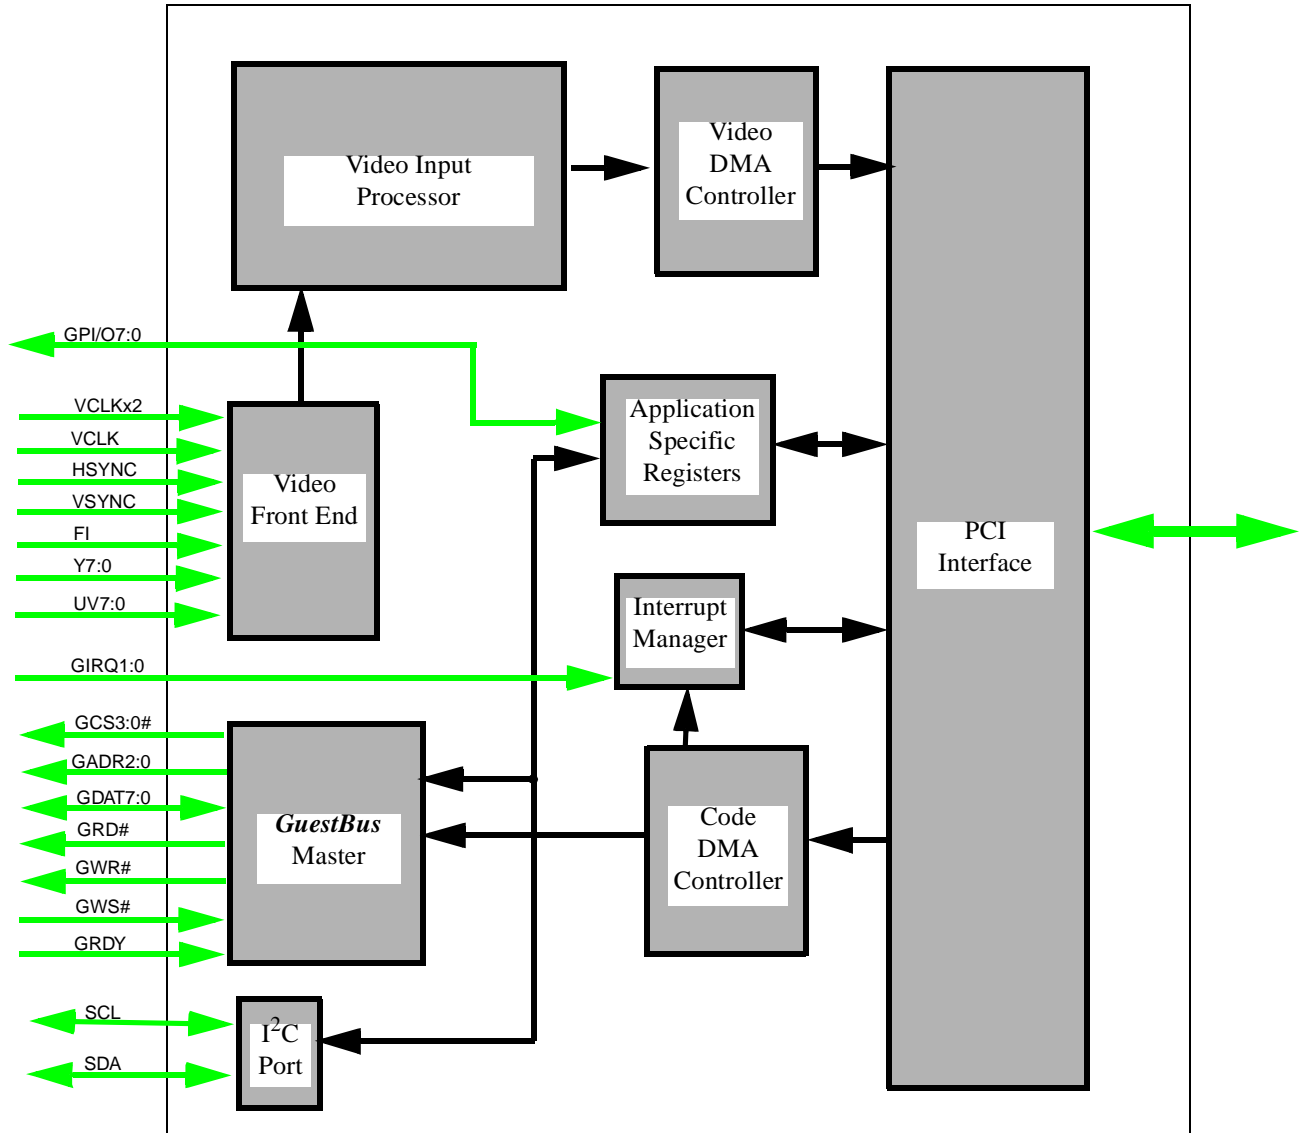 Video Input
Processor
Video
DMA
Controller
GPI/O7:0
VCLKx2
VCLK
HSYNC
VSYNC
FI
Y7:0
UV7:0
Video
Front End
Application
Specific
Registers
PCI
Interface
Interrupt
Manager
GIRQ1:0
GCS3:0#
GADR2:0
GDAT7:0
GRD#
GWR#
GWS#
GRDY
GuestBus
Master
Code
DMA
Controller
SCL
SDA
I²C
Port